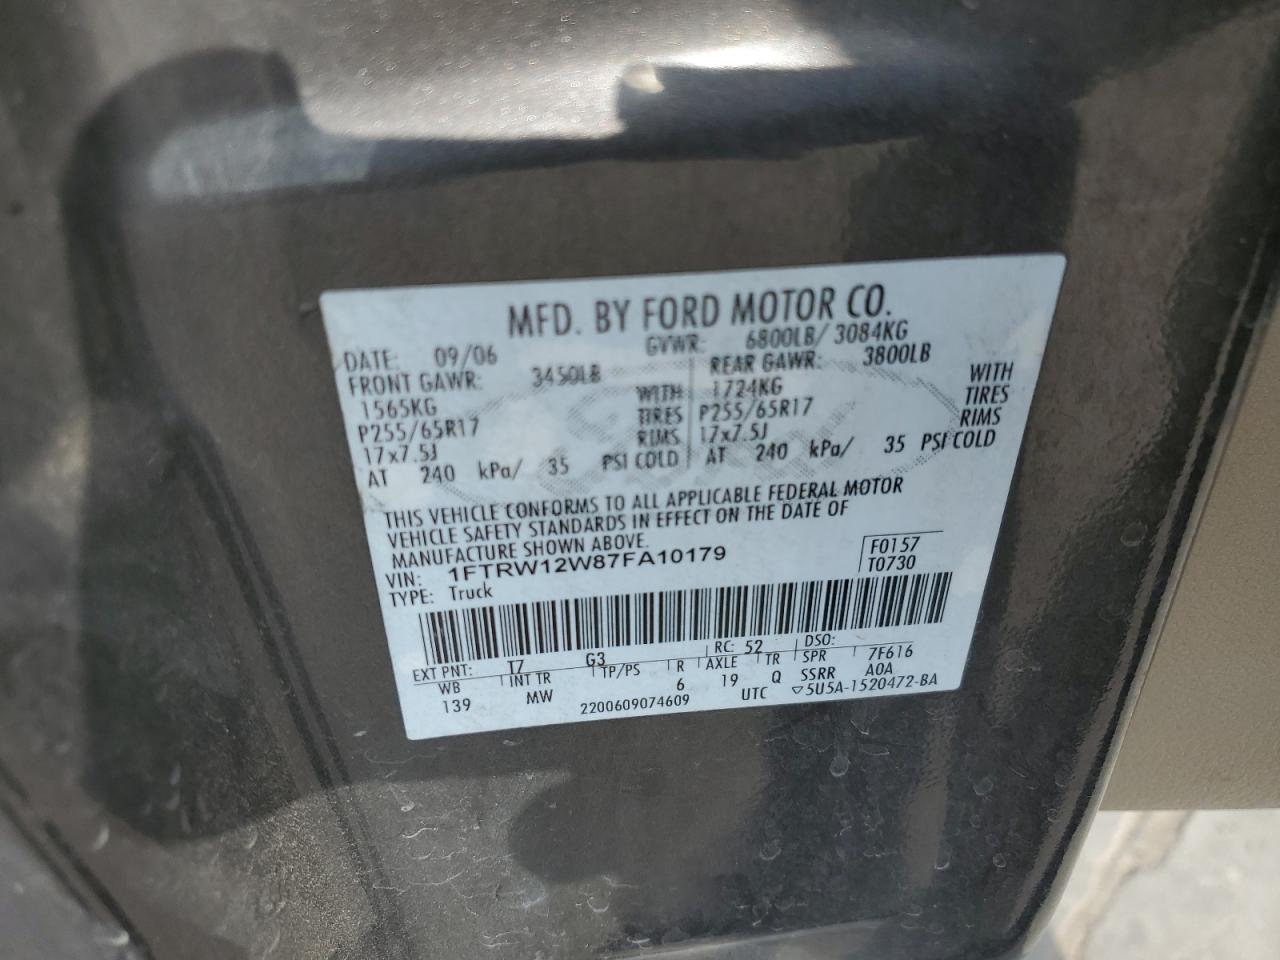 MFD. BY FORD MOTOR CO.
DATE: 09/06 GVWR: 6800LB/ 3084KG
FRONT GAWR: 3450LB REAR GAWR: 3800LB
1565KG WITH 1724KG WITH
P255/65R17 TIRES P255/65R17 TIRES
17x7.5J RIMS 17x7.5J RIMS
AT 240 kPa/ 35 PSI COLD AT 240 kPa/ 35 PSI COLD
THIS VEHICLE CONFORMS TO ALL APPLICABLE FEDERAL MOTOR
VEHICLE SAFETY STANDARDS IN EFFECT ON THE DATE OF
MANUFACTURE SHOWN ABOVE.
VIN: 1FTRW12W87FA10179 F0157
TYPE: Truck T0730
EXT PNT: T7 G3 RC: 52 DSO:
WB INT TR TP/PS R AXLE TR SPR 7F616
139 MW 6 19 Q SSRR A0A
2200609074609 UTC ▽5U5A-1520472-BA